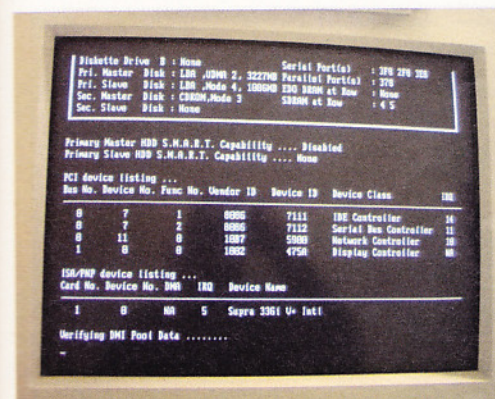 Diskette Drive B : None Serial Port(s) : 3F8 2F8 3E8
Pri. Master Disk : LBA ,UDMA 2, 3227MB Parallel Port(s) : 378
Pri. Slave Disk : LBA ,Mode 4, 1086MB EDO DRAM at Row : None
Sec. Master Disk : CDROM,Mode 3 SDRAM at Row : 4 5
Sec. Slave Disk : None
Primary Master HDD S.M.A.R.T. Capability .... Disabled
Primary Slave HDD S.M.A.R.T. Capability .... None
PCI device listing ...
Bus No. Device No. Func No. Vendor ID Device ID Device Class IRQ
0 7 1 8086 7111 IDE Controller 14
0 7 2 8086 7112 Serial Bus Controller 11
0 11 0 Network Controller 10
1 0 0 1002 475A Display Controller NA
ISA/PNP device listing ...
Card No. Device No. DMA IRQ Device Name
1 0 NA 5 Supra 336i V+ Intl
Verifying DMI Pool Data ........